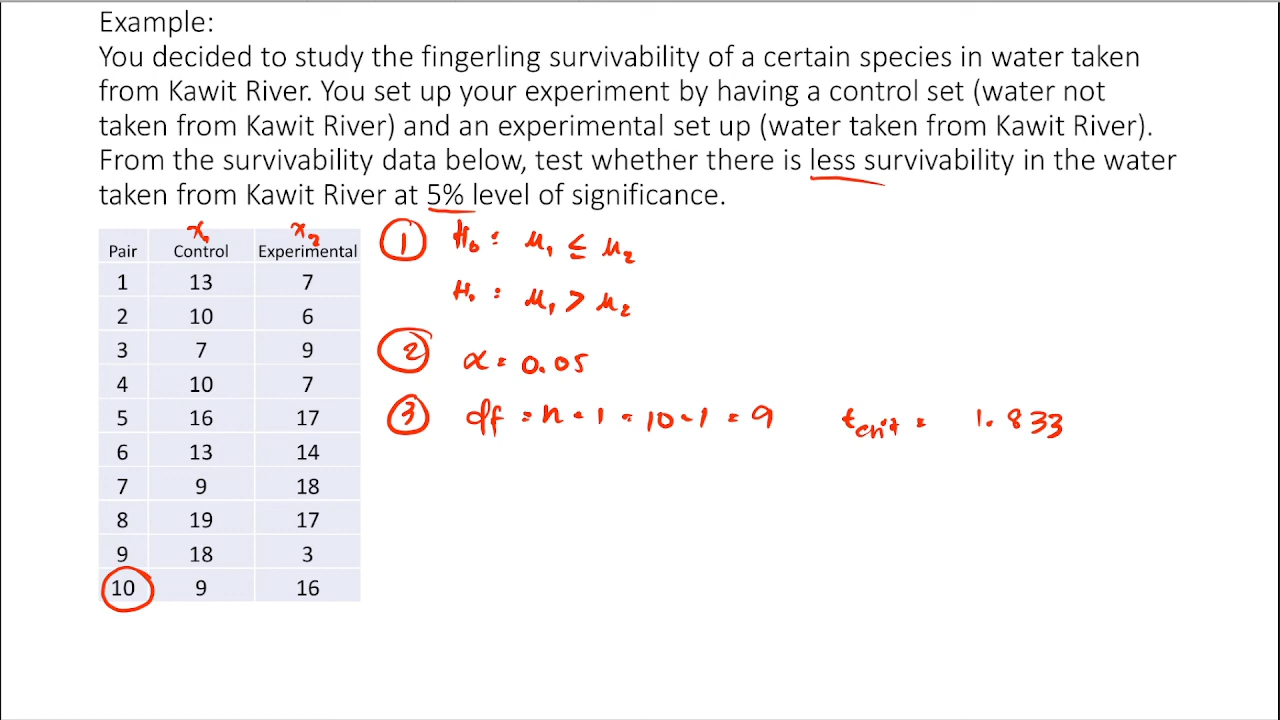 Example:
You decided to study the fingerling survivability of a certain species in water taken
from Kawit River. You set up your experiment by having a control set (water not
taken from Kawit River) and an experimental set up (water taken from Kawit River).
From the survivability data below, test whether there is less survivability in the water
taken from Kawit River at 5% level of significance.
x₁ x₂
Pair Control Experimental
1 13 7
2 10 6
3 7 9
4 10 7
5 16 17
6 13 14
7 9 18
8 19 17
9 18 3
10 9 16
① H₀ : μ₁ ≤ μ₂
H₁ : μ₁ > μ₂
② α = 0.05
③ df = n - 1 = 10 - 1 = 9 t crit = 1.833